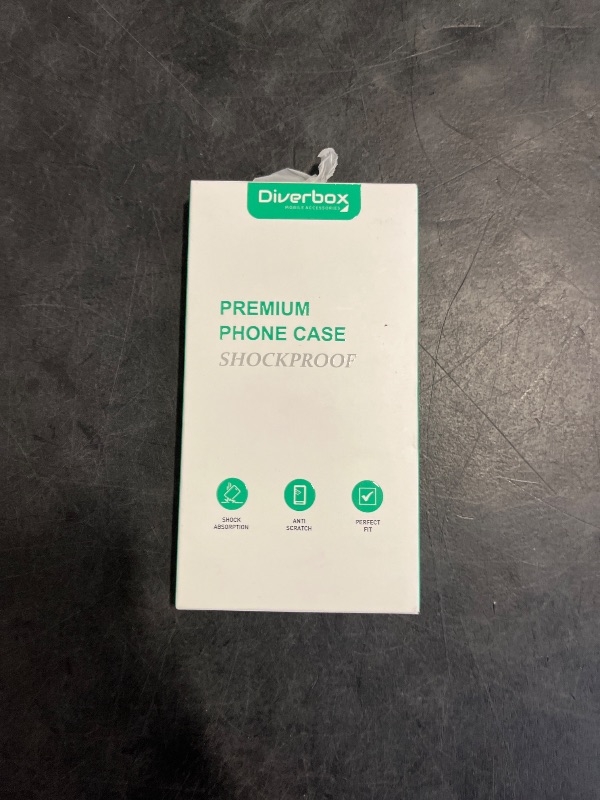 Diverbox
MOBILE ACCESSORIES
PREMIUM
PHONE CASE
SHOCKPROOF
SHOCK
ABSORPTION
ANTI
SCRATCH
PERFECT
FIT